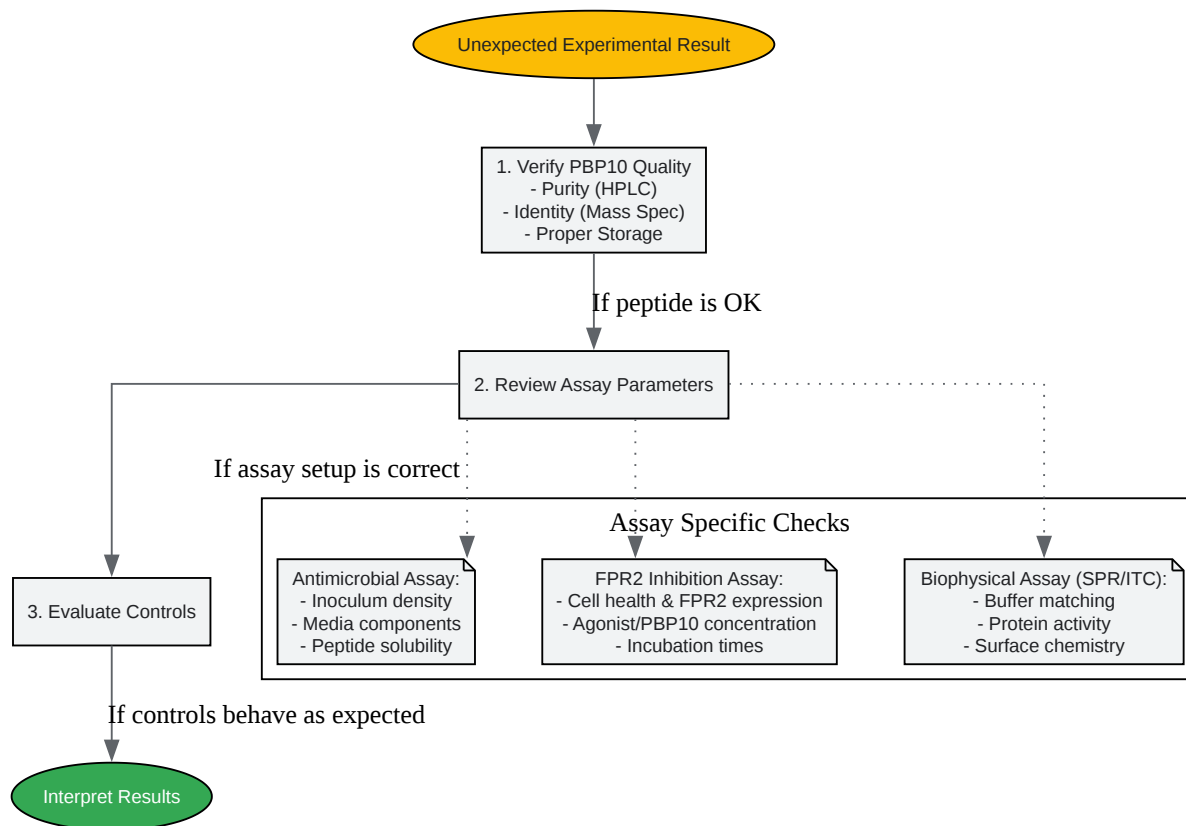 Unexpected Experimental Result
1. Verify PBP10 Quality
- Purity (HPLC)
- Identity (Mass Spec)
- Proper Storage
If peptide is OK
2. Review Assay Parameters
If assay setup is correct
Assay Specific Checks
Antimicrobial Assay:
- Inoculum density
- Media components
- Peptide solubility
FPR2 Inhibition Assay:
- Cell health & FPR2 expression
- Agonist/PBP10 concentration
- Incubation times
Biophysical Assay (SPR/ITC):
- Buffer matching
- Protein activity
- Surface chemistry
3. Evaluate Controls
If controls behave as expected
Interpret Results